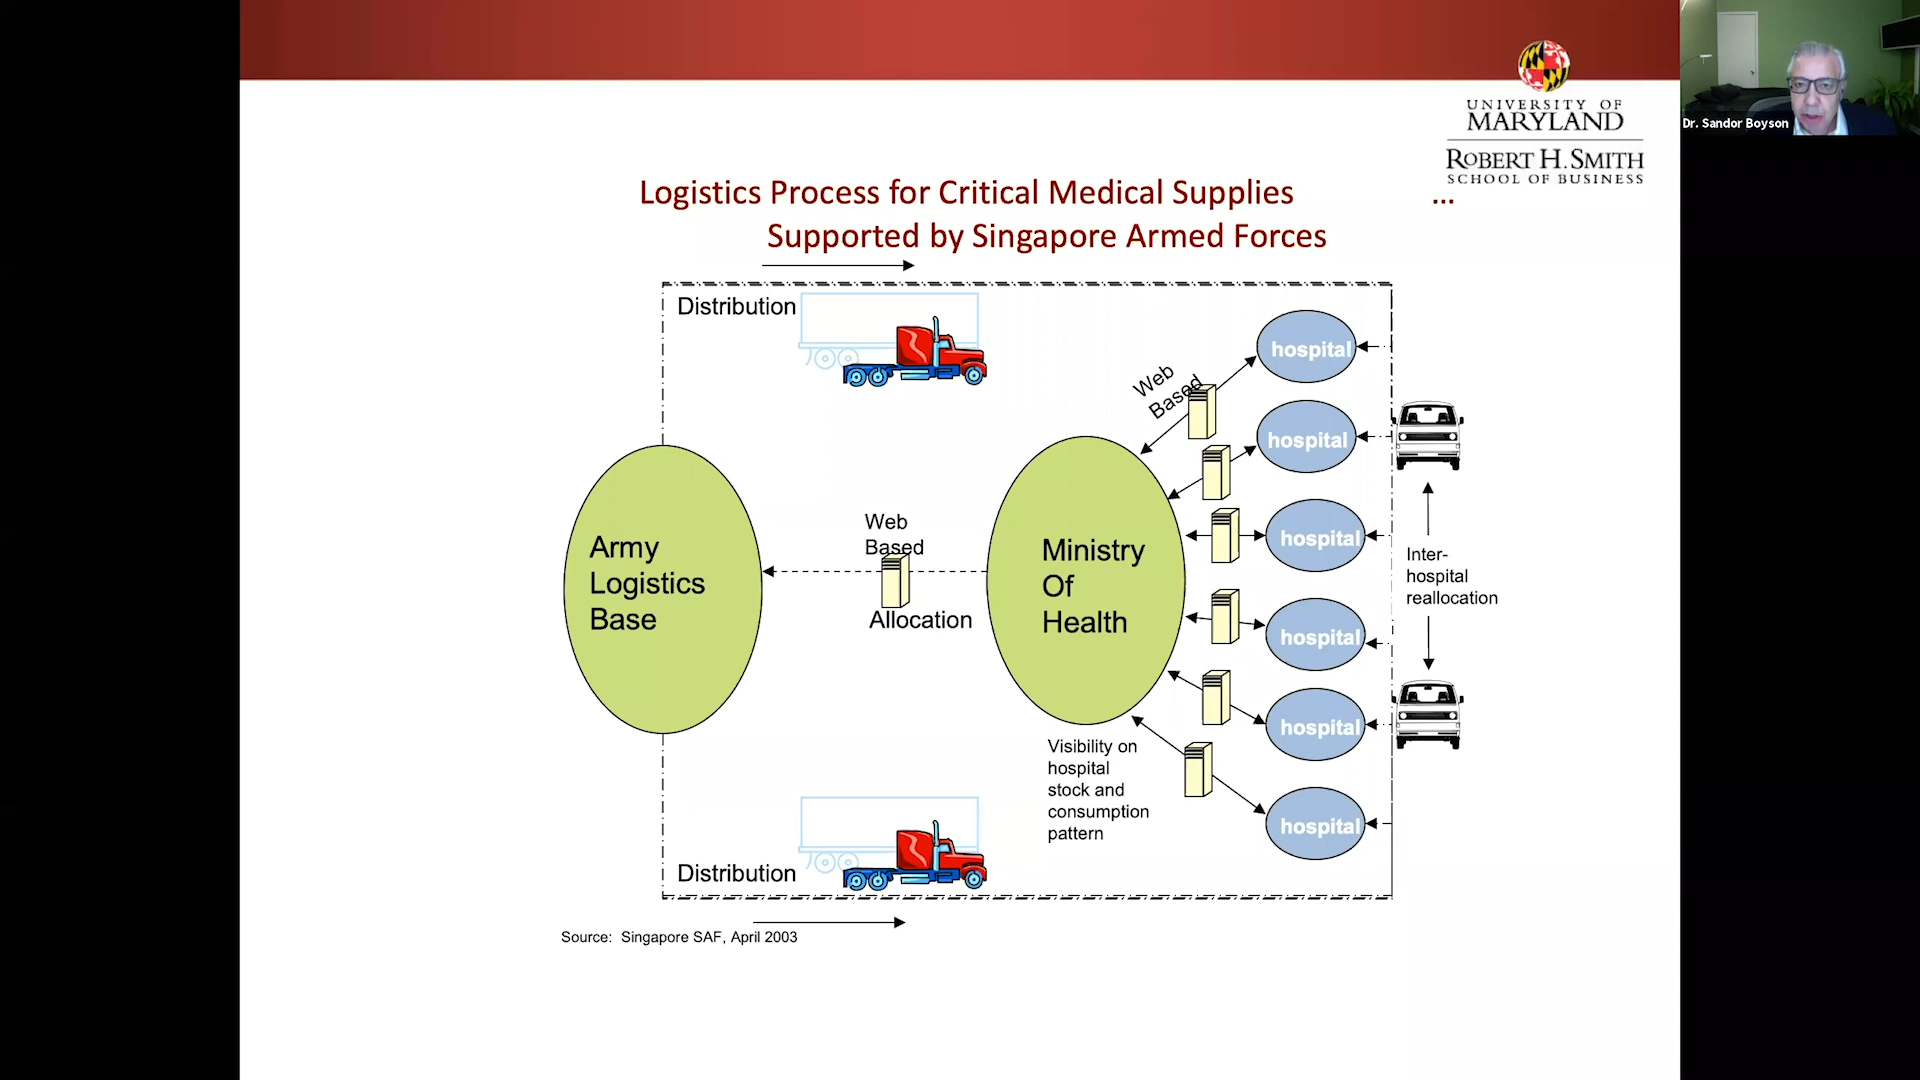 UNIVERSITY OF
MARYLAND
ROBERT H. SMITH
SCHOOL OF BUSINESS
Dr. Sandor Boyson
Logistics Process for Critical Medical Supplies ...
Supported by Singapore Armed Forces
Distribution
hospital
Web
Based
hospital
Army
Logistics
Base
Web
Based
Allocation
Ministry
Of
Health
hospital
Inter-
hospital
reallocation
hospital
hospital
Visibility on
hospital
stock and
consumption
pattern
hospital
Distribution
Source: Singapore SAF, April 2003